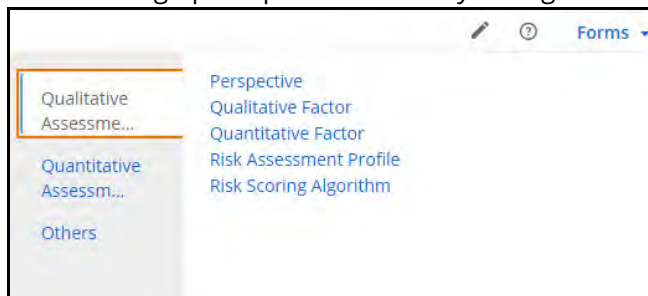 Forms
Qualitative
Assessme...
Quantitative
Assessm...
Others
Perspective
Qualitative Factor
Quantitative Factor
Risk Assessment Profile
Risk Scoring Algorithm